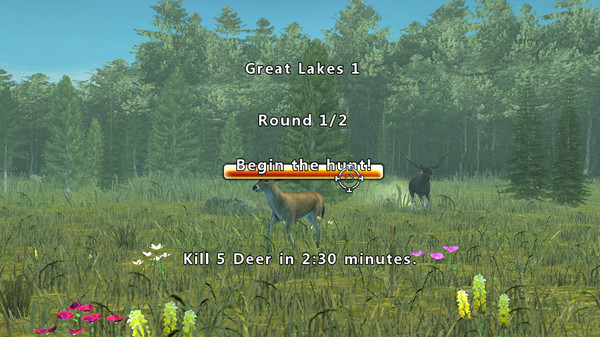 Great Lakes 1
Round 1/2
Begin the hunt!
Kill 5 Deer in 2:30 minutes.